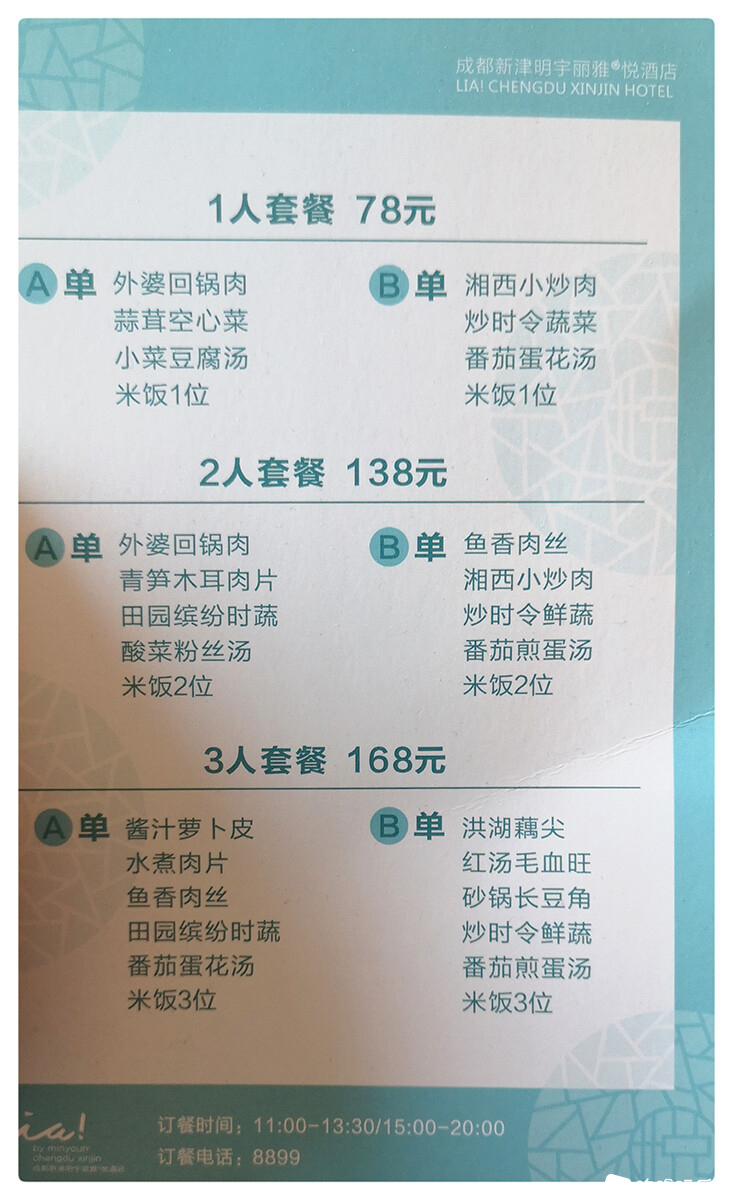 成都新津明宇丽雅®悦酒店
LIA! CHENGDU XINJIN HOTEL
1人套餐 78元
A 单
外婆回锅肉
蒜茸空心菜
小菜豆腐汤
米饭1位
B 单
湘西小炒肉
炒时令蔬菜
番茄蛋花汤
米饭1位
2人套餐 138元
A 单
外婆回锅肉
青笋木耳肉片
田园缤纷时蔬
酸菜粉丝汤
米饭2位
B 单
鱼香肉丝
湘西小炒肉
炒时令鲜蔬
番茄煎蛋汤
米饭2位
3人套餐 168元
A 单
酱汁萝卜皮
水煮肉片
鱼香肉丝
田园缤纷时蔬
番茄蛋花汤
米饭3位
B 单
洪湖藕尖
红汤毛血旺
砂锅长豆角
炒时令鲜蔬
番茄煎蛋汤
米饭3位
ia!
by minyoun
chengdu xinjin
订餐时间：11:00-13:30/15:00-20:00
订餐电话：8899